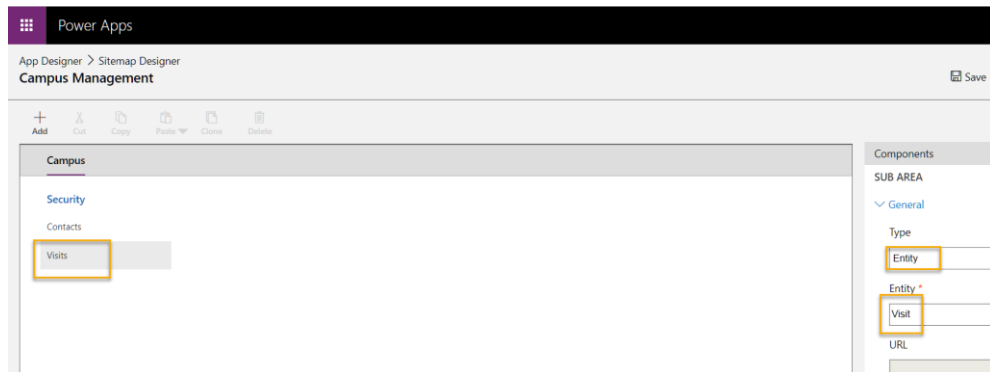 Power Apps
App Designer > Sitemap Designer
Campus Management
Save
Add Cut Copy Paste Clone Delete
Campus
Security
Contacts
Visits
Components
SUB AREA
General
Type
Entity
Entity *
Visit
URL